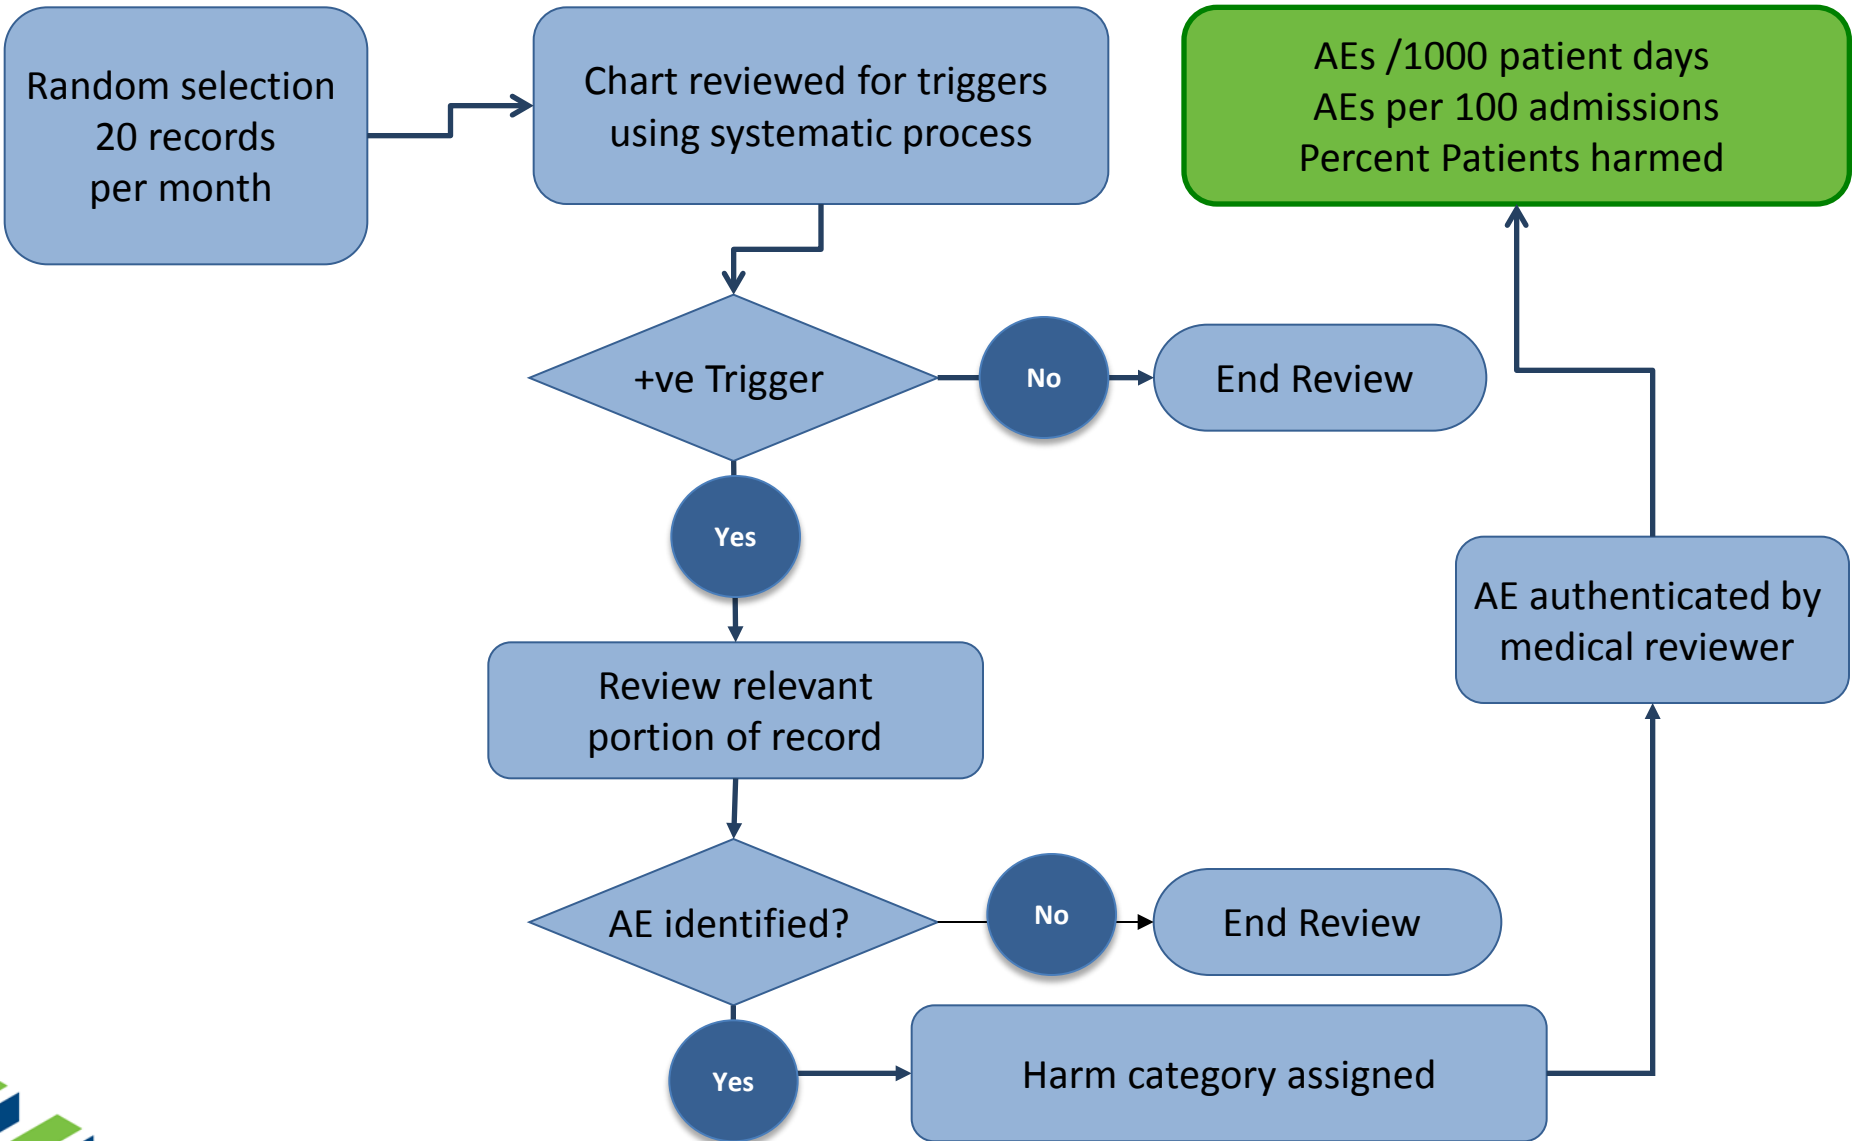 Random selection
20 records
per month
Chart reviewed for triggers
using systematic process
AEs /1000 patient days
AEs per 100 admissions
Percent Patients harmed
+ve Trigger
No
End Review
Yes
Review relevant
portion of record
AE authenticated by
medical reviewer
AE identified?
No
End Review
Yes
Harm category assigned